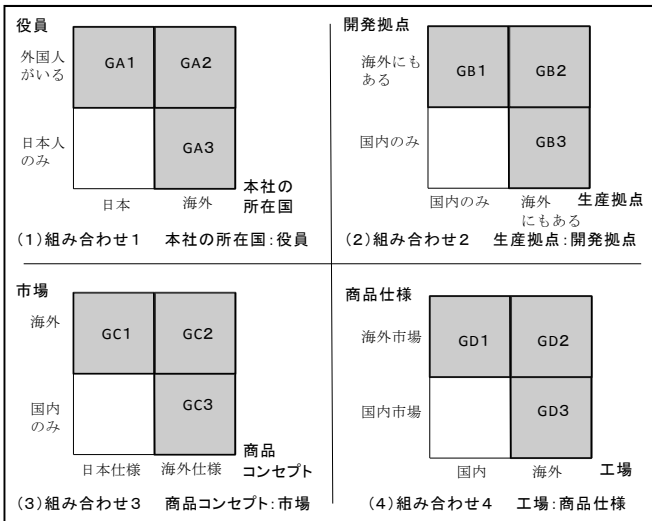 役員
外国人
がいる
GA1
GA2
日本人
のみ
GA3
本社の
所在国
日本
海外
(1)組み合わせ1 本社の所在国:役員
開発拠点
海外にも
ある
GB1
GB2
国内のみ
GB3
国内のみ
海外
にもある
生産拠点
(2)組み合わせ2 生産拠点:開発拠点
市場
海外
GC1
GC2
国内
のみ
GC3
商品
コンセプト
日本仕様
海外仕様
(3)組み合わせ3 商品コンセプト:市場
商品仕様
海外市場
GD1
GD2
国内市場
GD3
国内
海外
工場
(4)組み合わせ4 工場:商品仕様